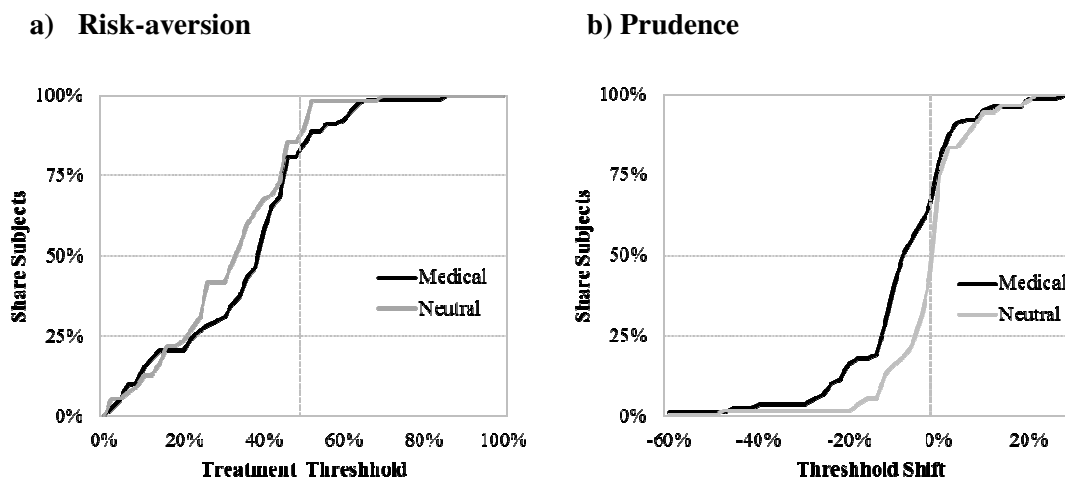 a) Risk-aversion
b) Prudence
100%
75%
50%
25%
0%
Share Subjects
Medical
Neutral
0%
20%
40%
60%
80%
100%
Treatment Threshold
100%
75%
50%
25%
0%
Share Subjects
Medical
Neutral
-60%
-40%
-20%
0%
20%
Threshhold Shift